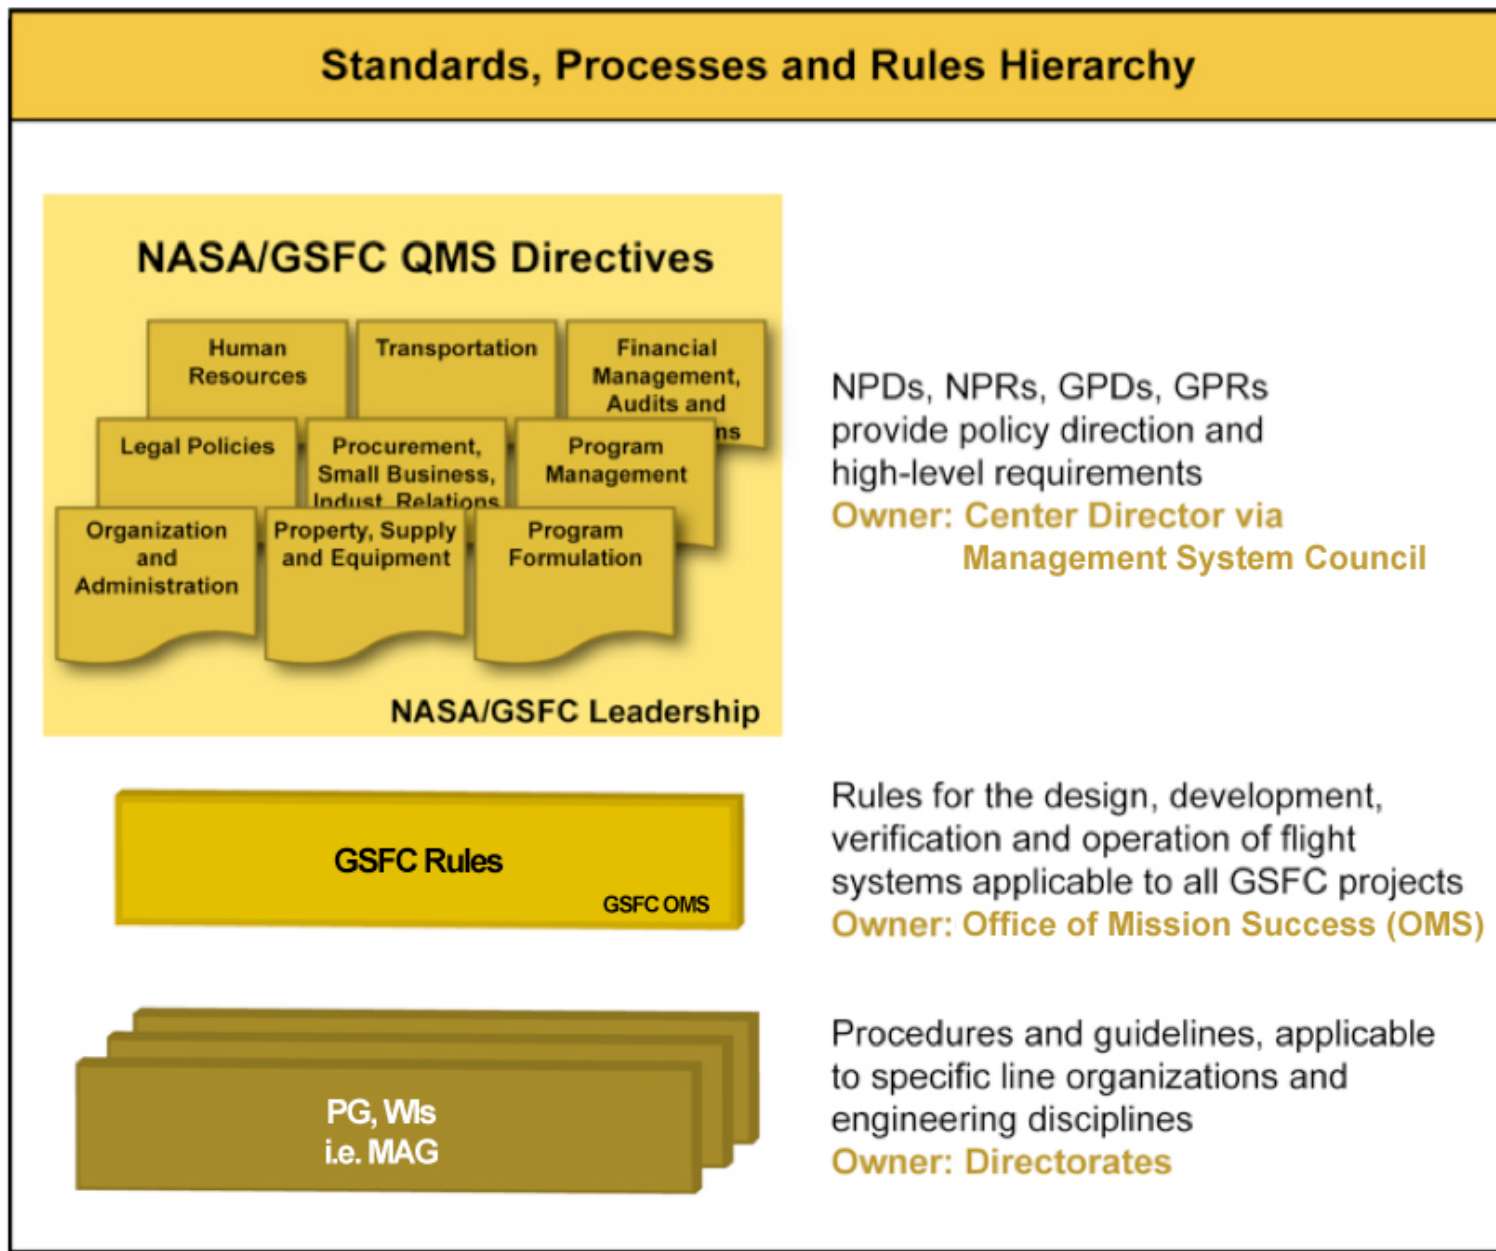 Standards, Processes and Rules Hierarchy
NASA/GSFC QMS Directives
Human
Resources
Transportation
Financial
Management,
Audits and
Legal Policies
Procurement,
Small Business,
Indust. Relations
Program
Management
Organization
and
Administration
Property, Supply
and Equipment
Program
Formulation
NASA/GSFC Leadership
NPDs, NPRs, GPDs, GPRs
provide policy direction and
high-level requirements
Owner: Center Director via
Management System Council
GSFC Rules
GSFC OMS
Rules for the design, development,
verification and operation of flight
systems applicable to all GSFC projects
Owner: Office of Mission Success (OMS)
PG, WIs
i.e. MAG
Procedures and guidelines, applicable
to specific line organizations and
engineering disciplines
Owner: Directorates